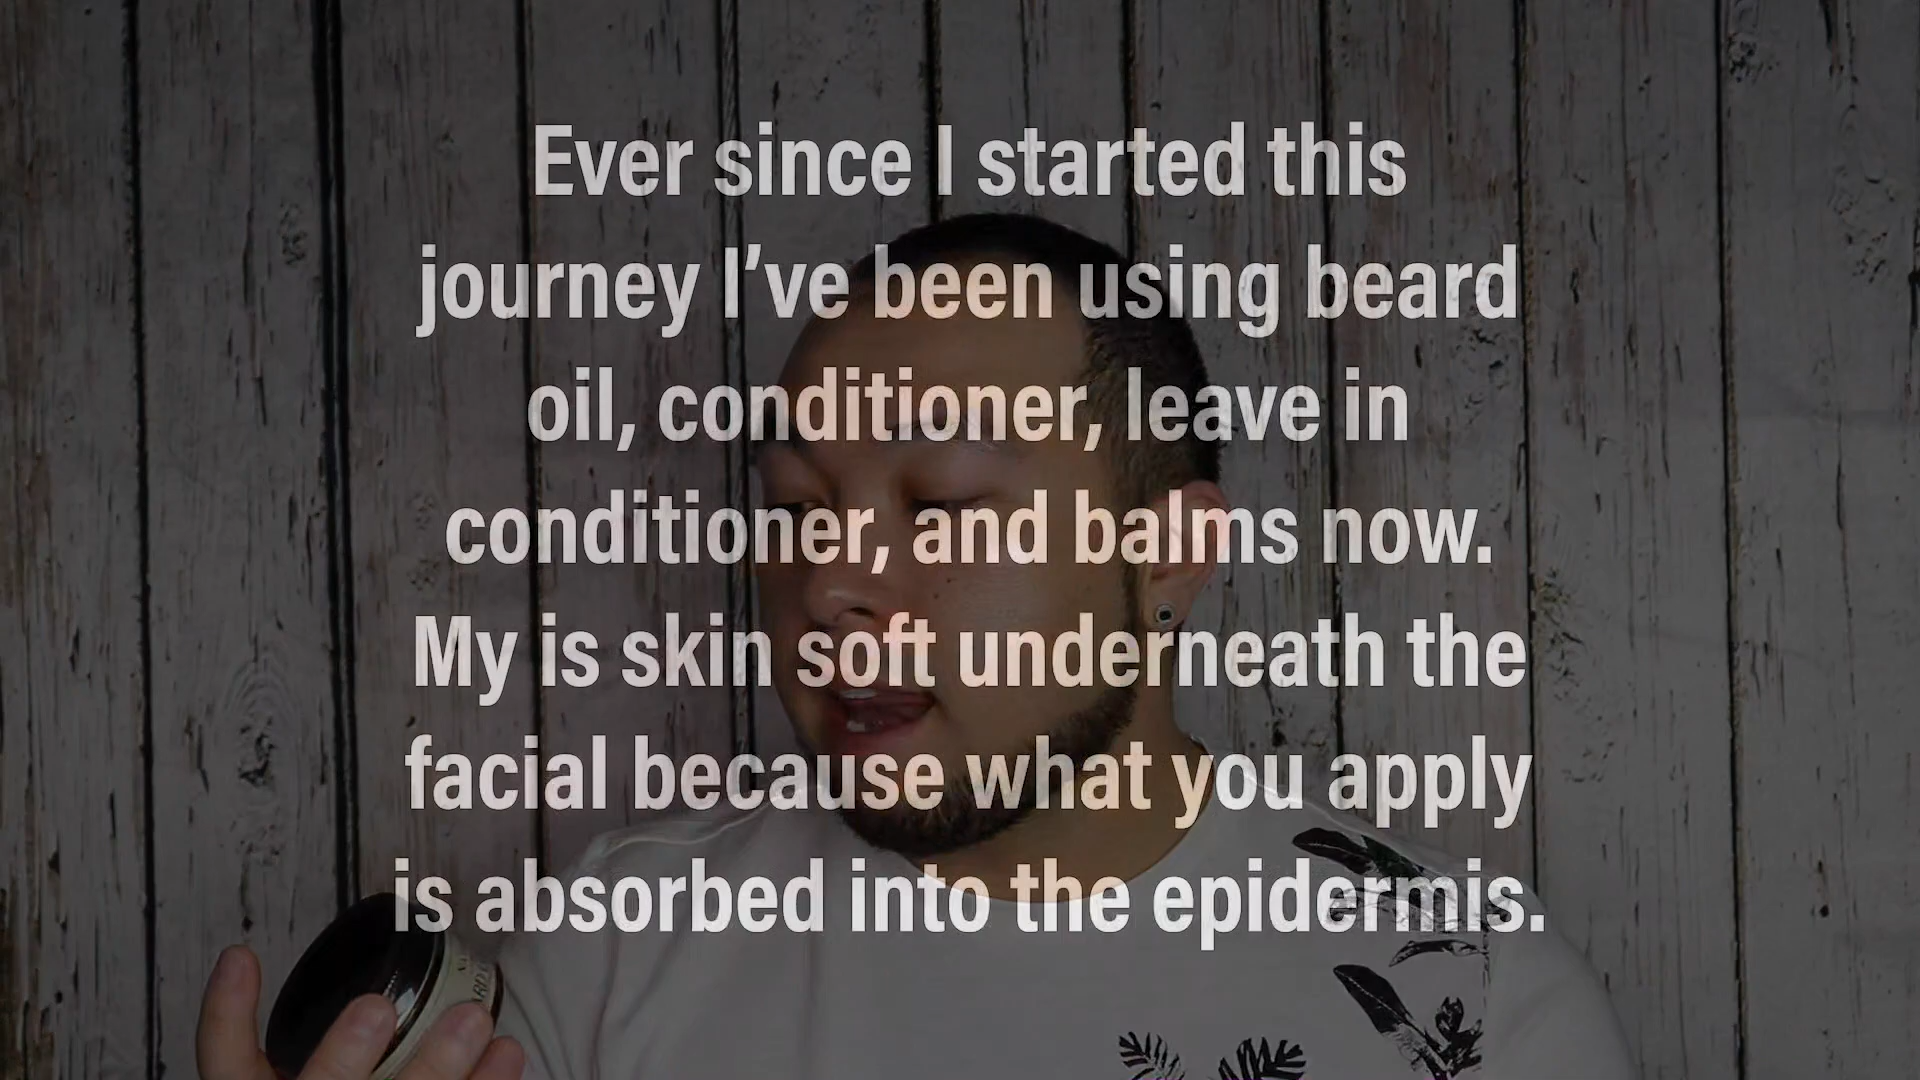 Ever since I started this
journey I’ve been using beard
oil, conditioner, leave in
conditioner, and balms now.
My is skin soft underneath the
facial because what you apply
is absorbed into the epidermis.